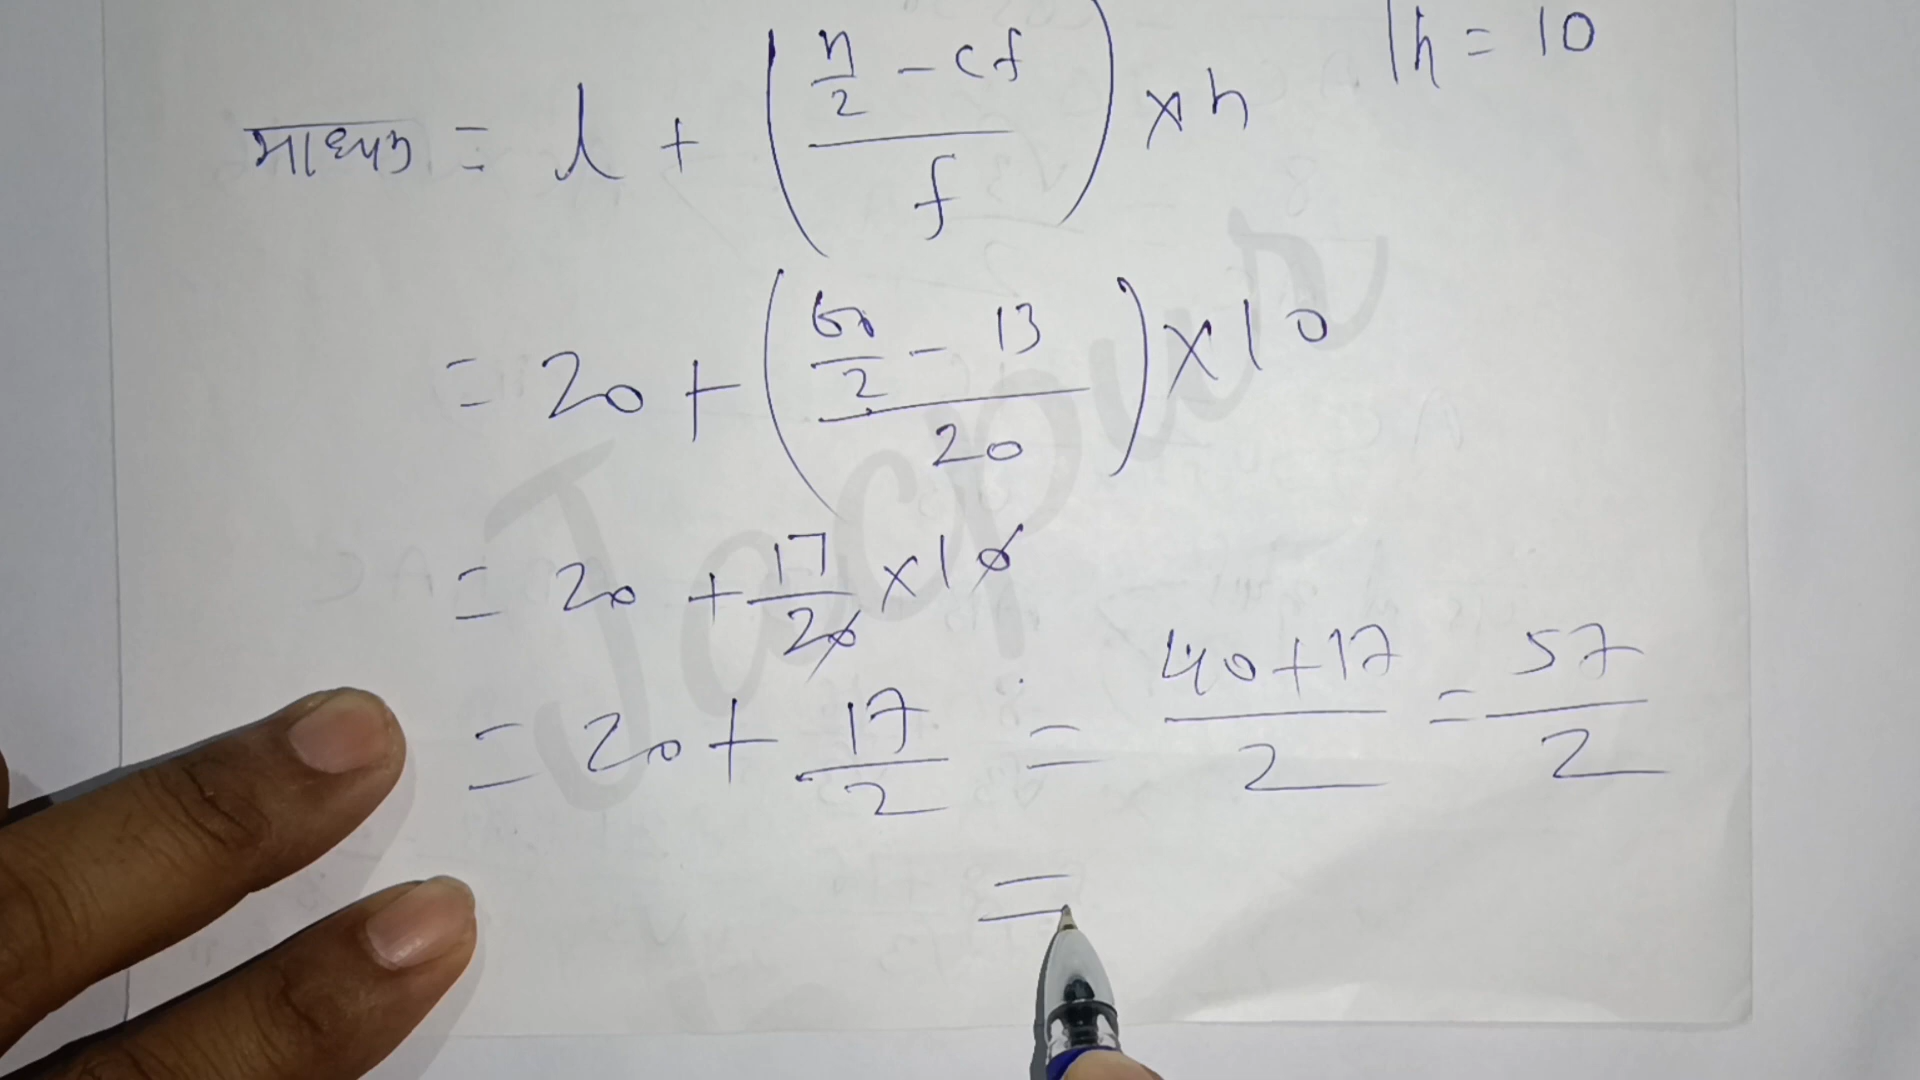 h = 10
माध्यक = l + ( (n/2 - cf) / f ) × h
= 20 + ( (60/2 - 13) / 20 ) × 10
= 20 + 17/20 × 10
= 20 + 17/2 = (40+17)/2 = 57/2
=
Jacpur